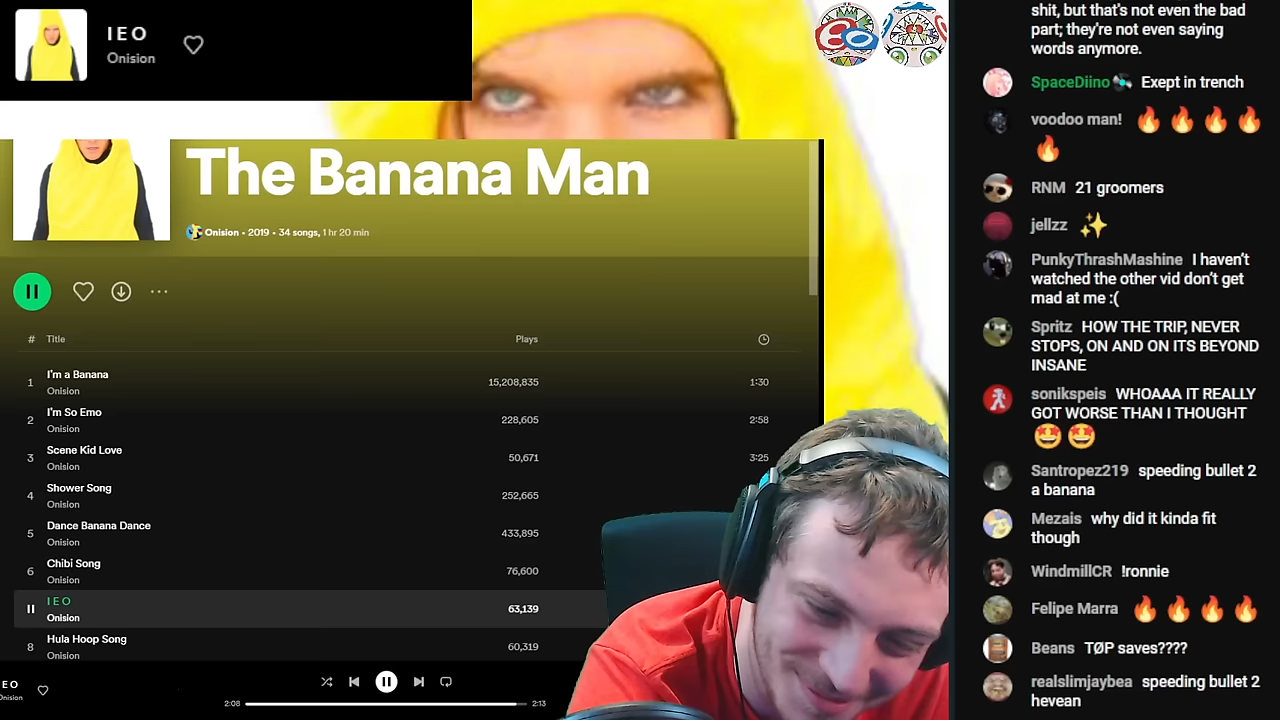 I E O
Onision
The Banana Man
Onision • 2019 • 34 songs, 1 hr 20 min
# Title Plays
1 I'm a Banana 15,208,835 1:30
Onision
2 I'm So Emo 228,605 2:58
Onision
3 Scene Kid Love 50,671 3:25
Onision
4 Shower Song 252,665
Onision
5 Dance Banana Dance 433,895
Onision
6 Chibi Song 76,600
Onision
I E O 63,139
Onision
8 Hula Hoop Song 60,319
Onision
E O
Onision
2:08 2:13
shit, but that's not even the bad
part; they're not even saying
words anymore.
SpaceDiino Exept in trench
voodoo man!
RNM 21 groomers
jellzz
PunkyThrashMashine I haven't
watched the other vid don't get
mad at me :(
Spritz HOW THE TRIP, NEVER
STOPS, ON AND ON ITS BEYOND
INSANE
sonikspeis WHOAAA IT REALLY
GOT WORSE THAN I THOUGHT
Santropez219 speeding bullet 2
a banana
Mezais why did it kinda fit
though
WindmillCR !ronnie
Felipe Marra
Beans TØP saves????
realslimjaybea speeding bullet 2
hevean